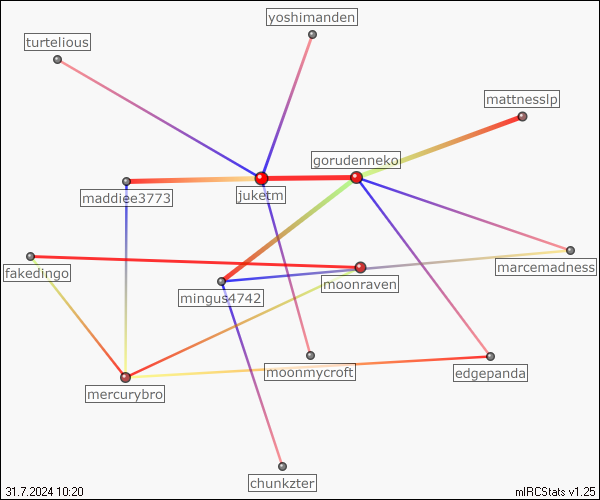 yoshimanden
turtelious
mattnesslp
gorudenneko
maddiee3773
juketm
fakedingo
marcemadness
moonraven
mingus4742
moonmycroft
edgepanda
mercurybro
chunkzter
31.7.2024 10:20
mIRCStats v1.25